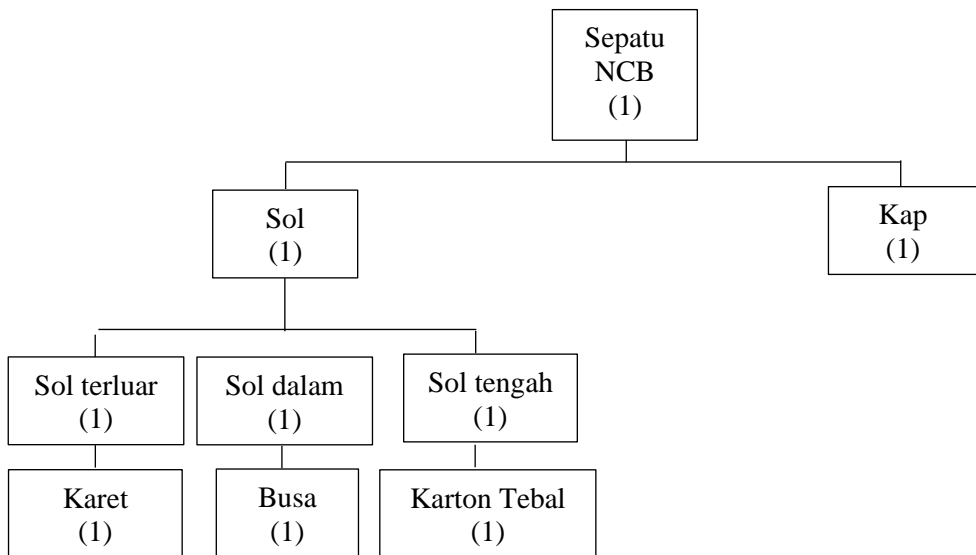 Sepatu
NCB
(1)
Sol
(1)
Kap
(1)
Sol terluar
(1)
Sol dalam
(1)
Sol tengah
(1)
Karet
(1)
Busa
(1)
Karton Tebal
(1)